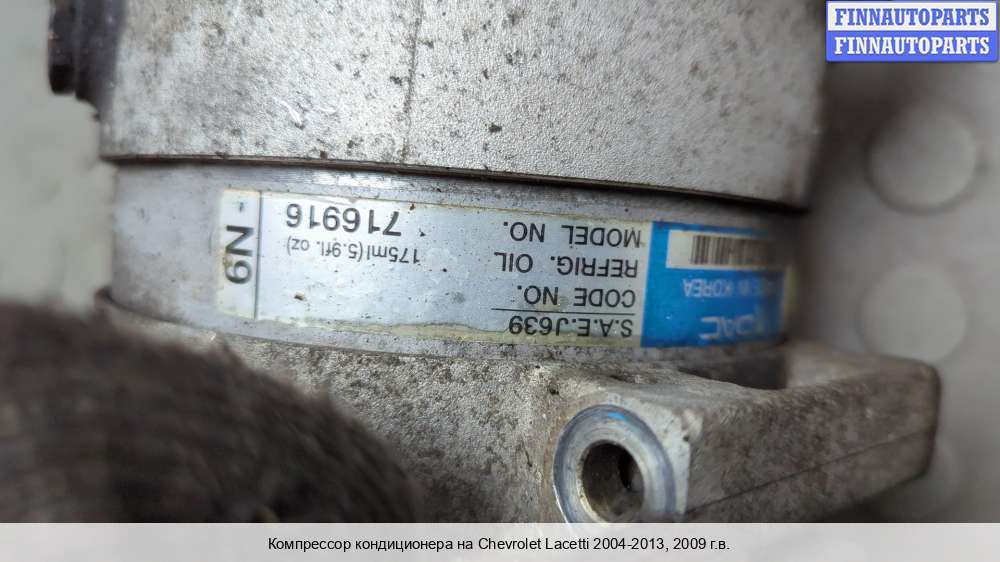 FINNAUTOPARTS
FINNAUTOPARTS
S.A.E.J639
CODE NO.
REFRIG. OIL 175ml(5.9fl. oz)
MODEL NO. 716916
N9 -
KOREA
Компрессор кондиционера на Chevrolet Lacetti 2004-2013, 2009 г.в.